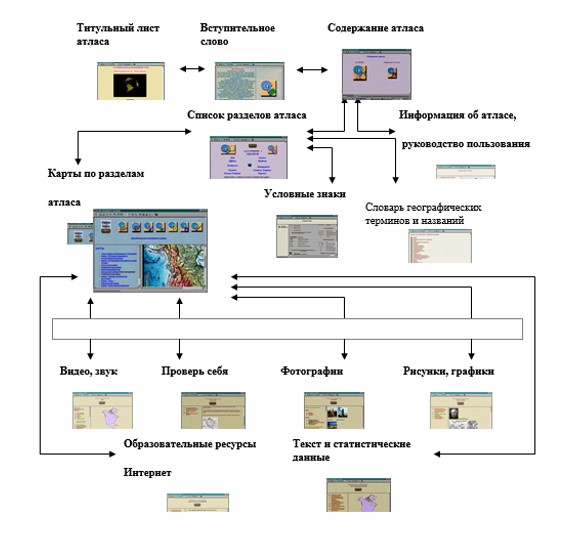 Титульный лист
атласа
Вступительное
слово
Содержание атласа
Список разделов атласа
Информация об атласе,
руководство пользования
Карты по разделам
атласа
Условные знаки
Словарь географических
терминов и названий
Видео, звук
Проверь себя
Фотографии
Рисунки, графики
Образовательные ресурсы
Интернет
Текст и статистические
данные